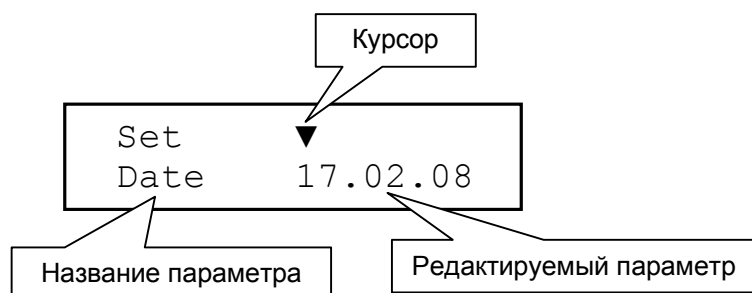 Курсор
Set ▼
Date 17.02.08
Название параметра
Редактируемый параметр